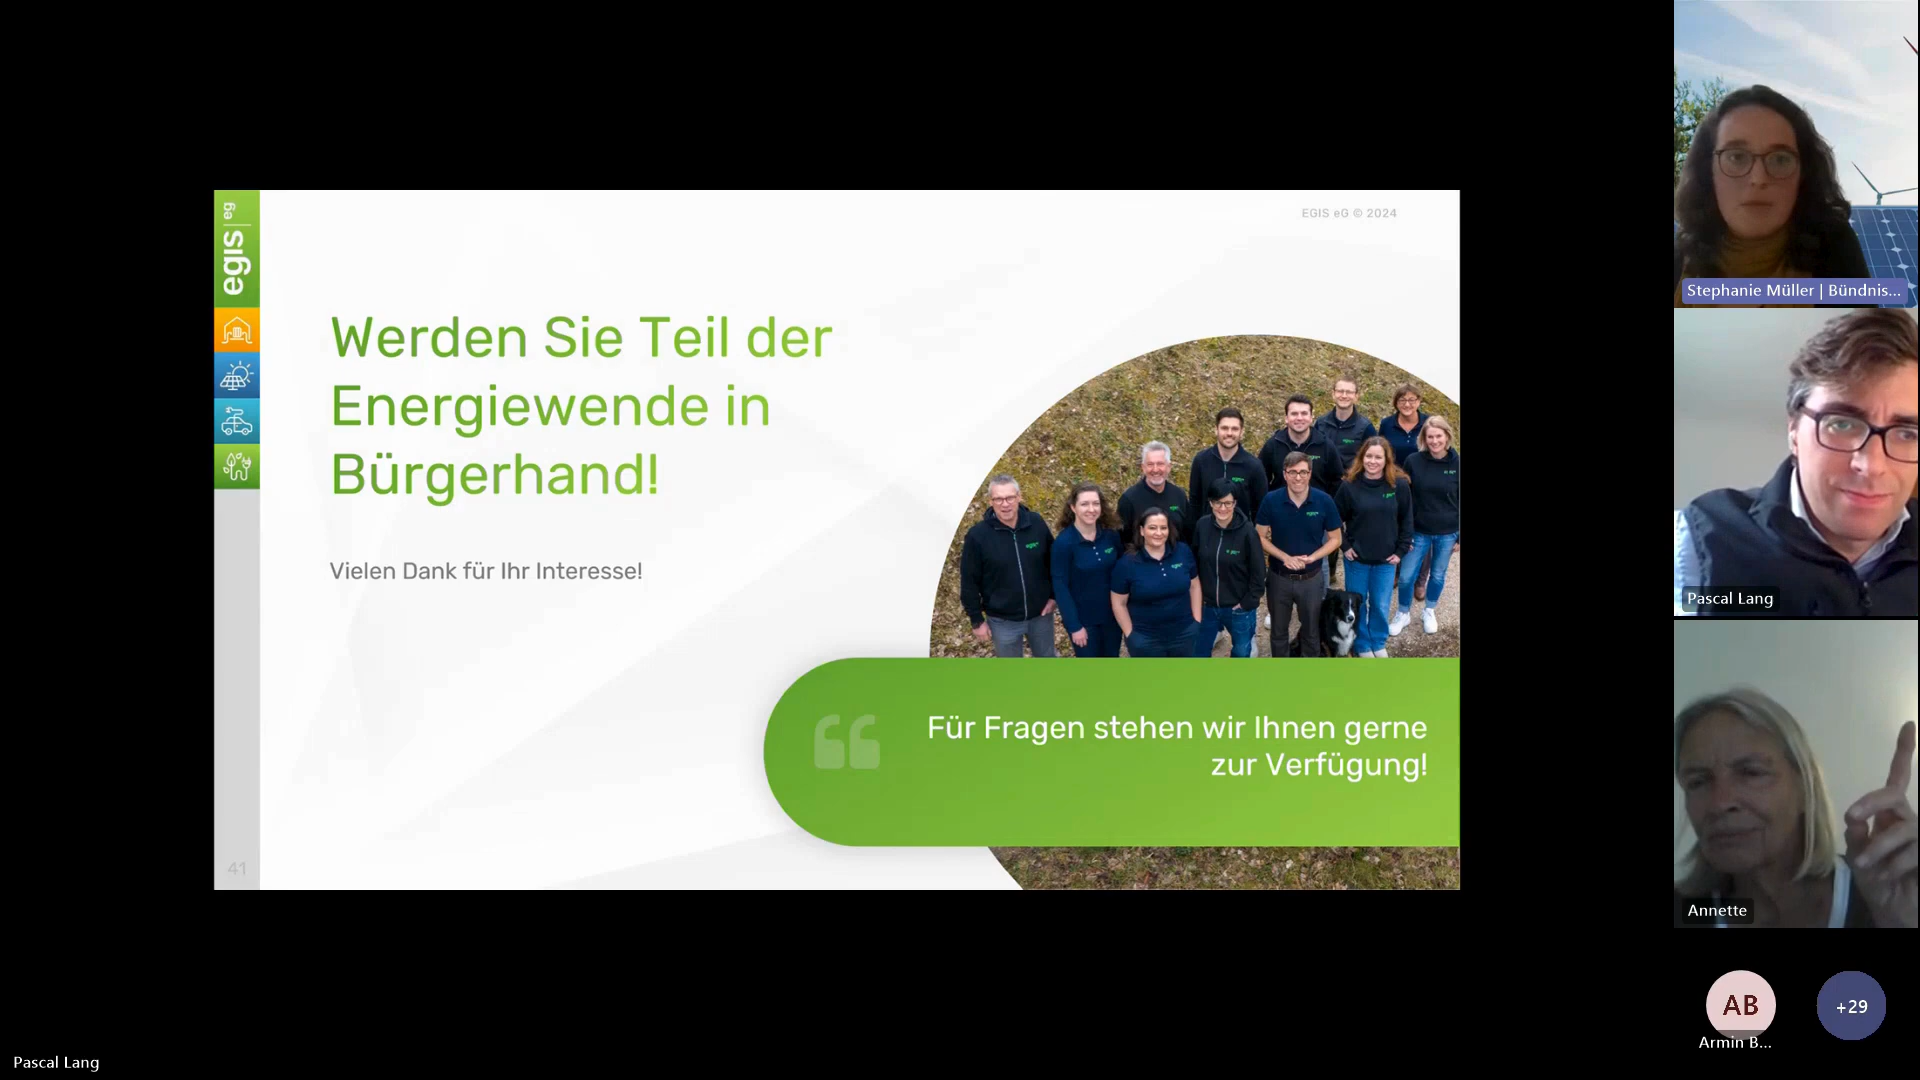 egis|eg
EGIS eG © 2024
Werden Sie Teil der
Energiewende in
Bürgerhand!
Vielen Dank für Ihr Interesse!
Für Fragen stehen wir Ihnen gerne
zur Verfügung!
41
Stephanie Müller | Bündnis...
Pascal Lang
Annette
AB
Armin B...
+29
Pascal Lang